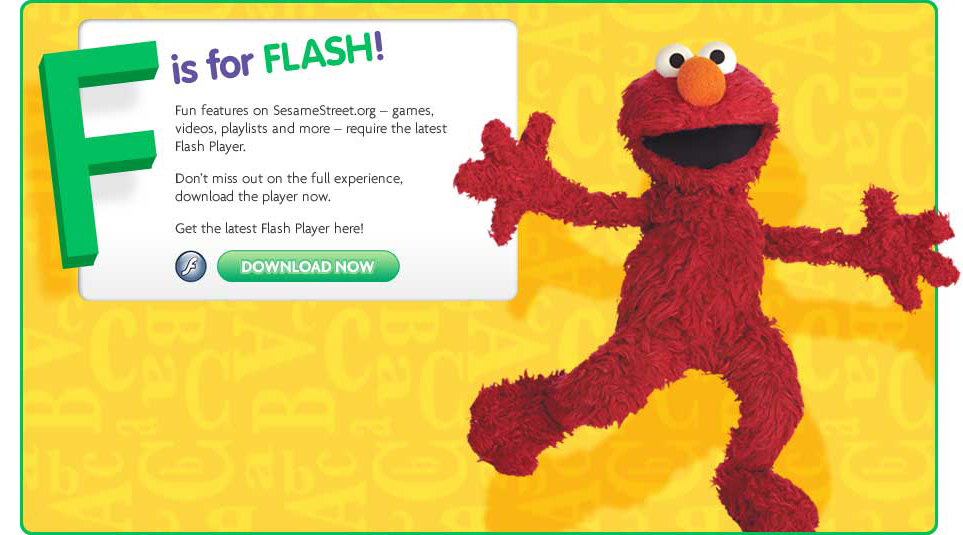 F is for FLASH!
Fun features on SesameStreet.org – games,
videos, playlists and more – require the latest
Flash Player.
Don't miss out on the full experience,
download the player now.
Get the latest Flash Player here!
DOWNLOAD NOW